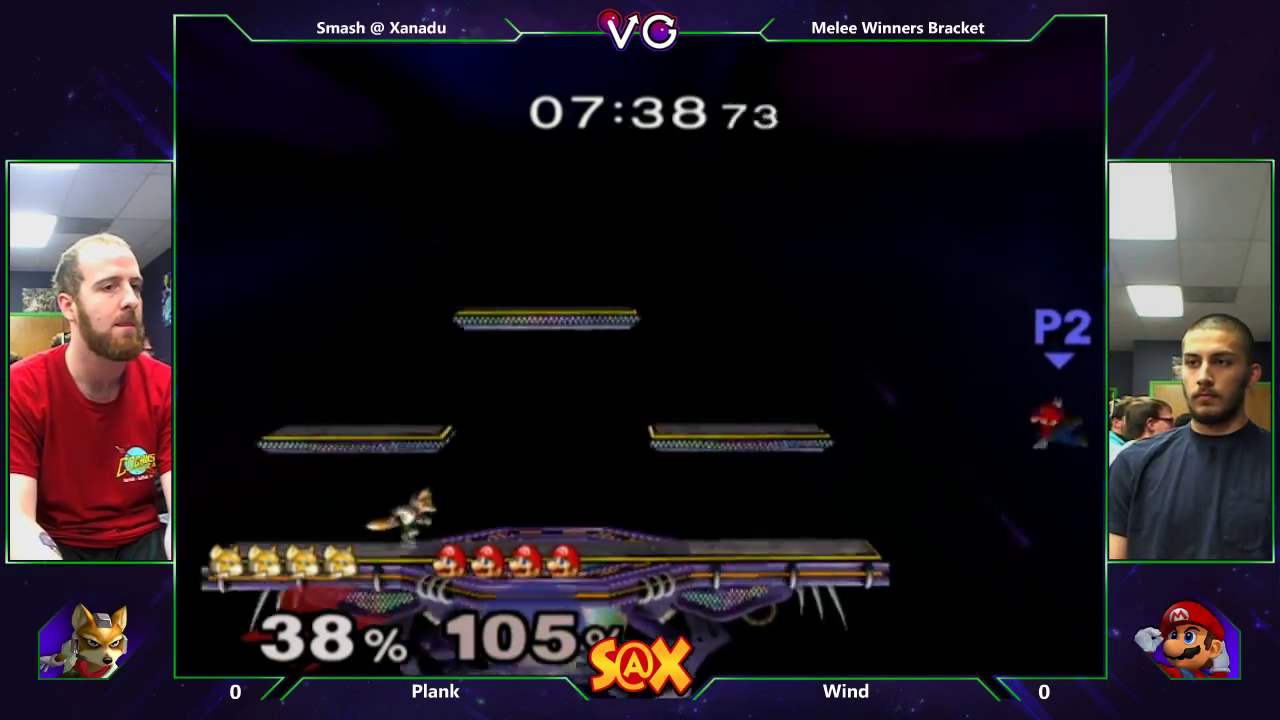 Smash @ Xanadu
VG
Melee Winners Bracket
07:38 73
P2
38% 105%
S@X
0 Plank Wind 0